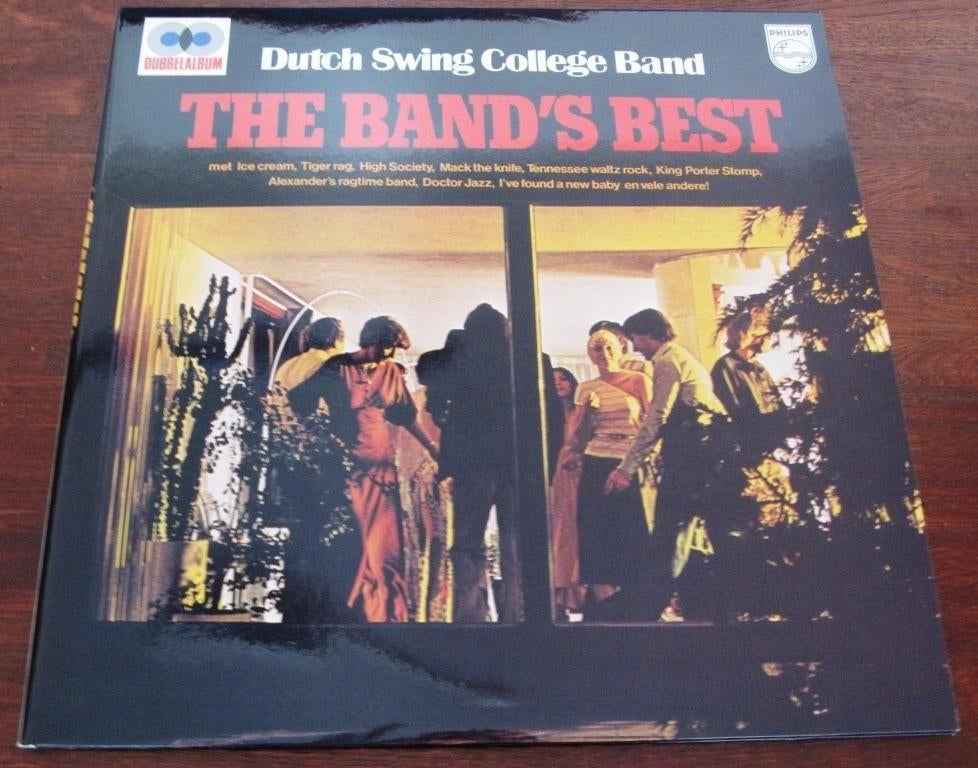 DUBBELALBUM
Dutch Swing College Band
PHILIPS
THE BAND'S BEST
met Ice cream, Tiger rag, High Society, Mack the knife, Tennessee waltz rock, King Porter Stomp,
Alexander's ragtime band, Doctor Jazz, I've found a new baby en vele andere!